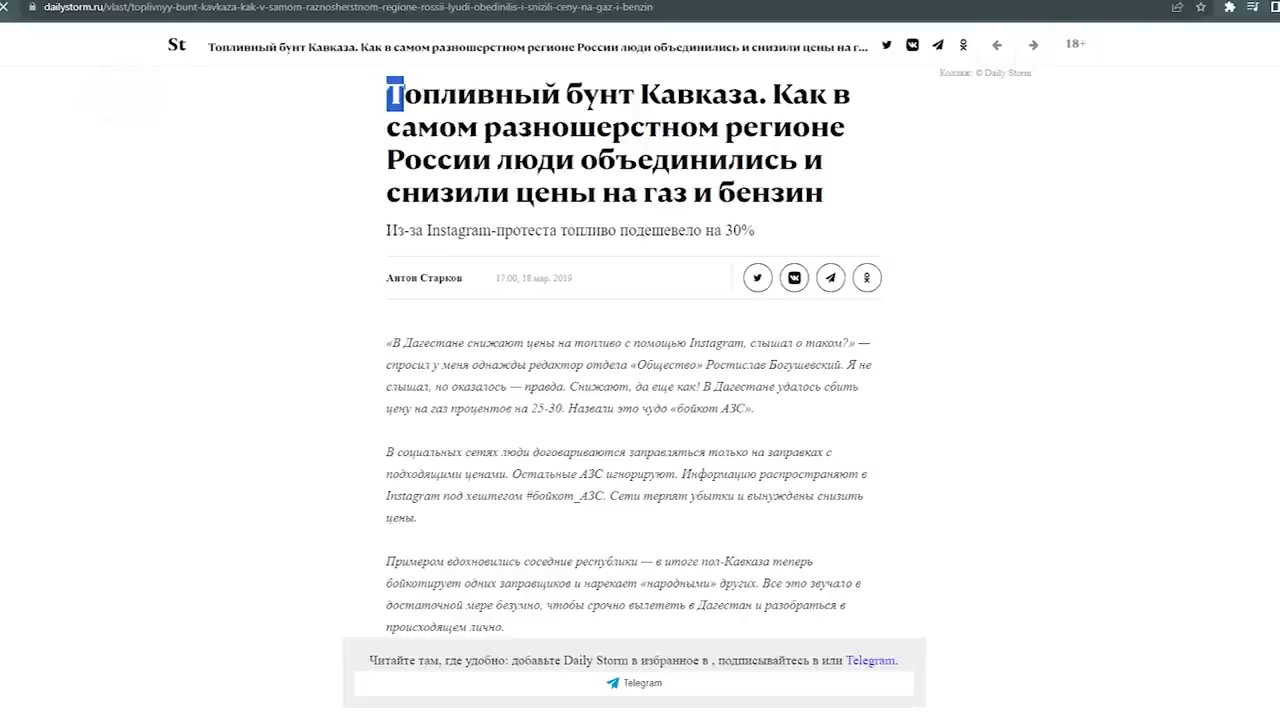 dailystorm.ru/vlast/toplivnyy-bunt-kavkaza-kak-v-samom-raznosherstnom-regione-rossii-lyudi-obedinilis-i-snizili-ceny-na-gaz-i-benzin
St Топливный бунт Кавказа. Как в самом разношерстном регионе России люди объединились и снизили цены на г... 18+
Коллаж: © Daily Storm
Топливный бунт Кавказа. Как в
самом разношерстном регионе
России люди объединились и
снизили цены на газ и бензин
Из-за Instagram-протеста топливо подешевело на 30%
Антон Старков 17:00, 18 мар. 2019
«В Дагестане снижают цены на топливо с помощью Instagram, слышал о таком?» —
спросил у меня однажды редактор отдела «Общество» Ростислав Богушевский. Я не
слышал, но оказалось — правда. Снижают, да еще как! В Дагестане удалось сбить
цену на газ процентов на 25-30. Назвали это чудо «бойкот АЗС».
В социальных сетях люди договариваются заправляться только на заправках с
подходящими ценами. Остальные АЗС игнорируют. Информацию распространяют в
Instagram под хештегом #бойкот_АЗС. Сети терпят убытки и вынуждены снизить
цены.
Примером вдохновились соседние республики — в итоге пол-Кавказа теперь
бойкотирует одних заправщиков и нарекает «народными» других. Все это звучало в
достаточной мере безумно, чтобы срочно вылететь в Дагестан и разобраться в
происходящем лично.
Читайте там, где удобно: добавьте Daily Storm в избранное в , подписывайтесь в или Telegram.
Telegram